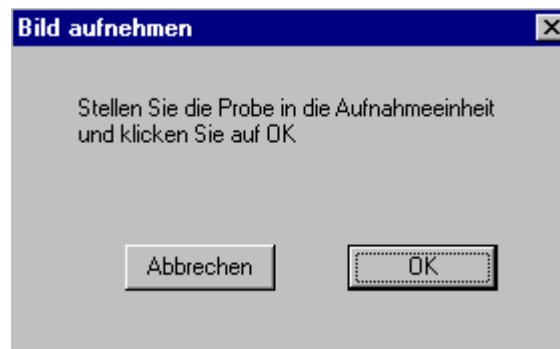 Bild aufnehmen
Stellen Sie die Probe in die Aufnahmeeinheit
und klicken Sie auf OK
Abbrechen
OK